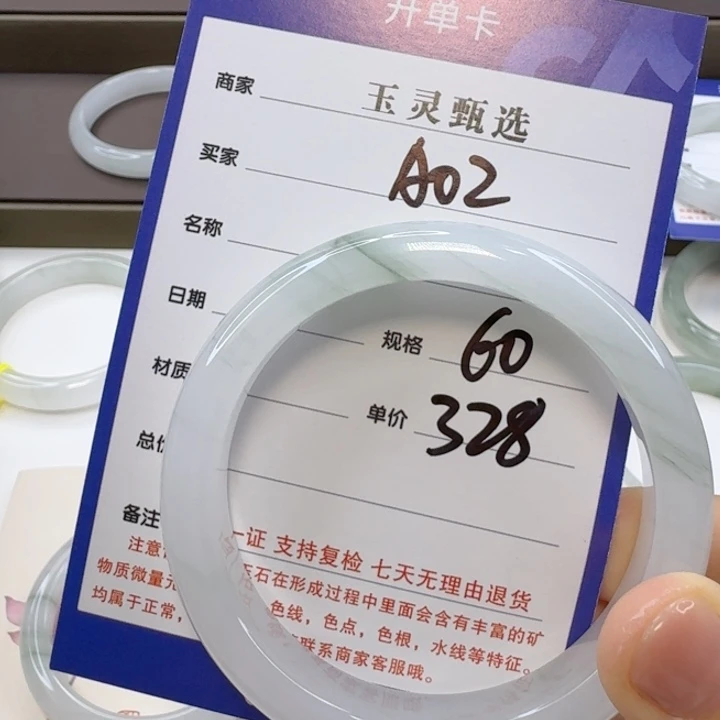 开单卡
商家 玉灵甄选
买家 A02
名称
日期
规格 60
材质
单价 328
总价
备注
一证 支持复检 七天无理由退货
注意
玉石在形成过程中里面会含有丰富的矿
物质微量元
色线，色点，色根，水线等特征。
均属于正常，
联系商家客服哦。